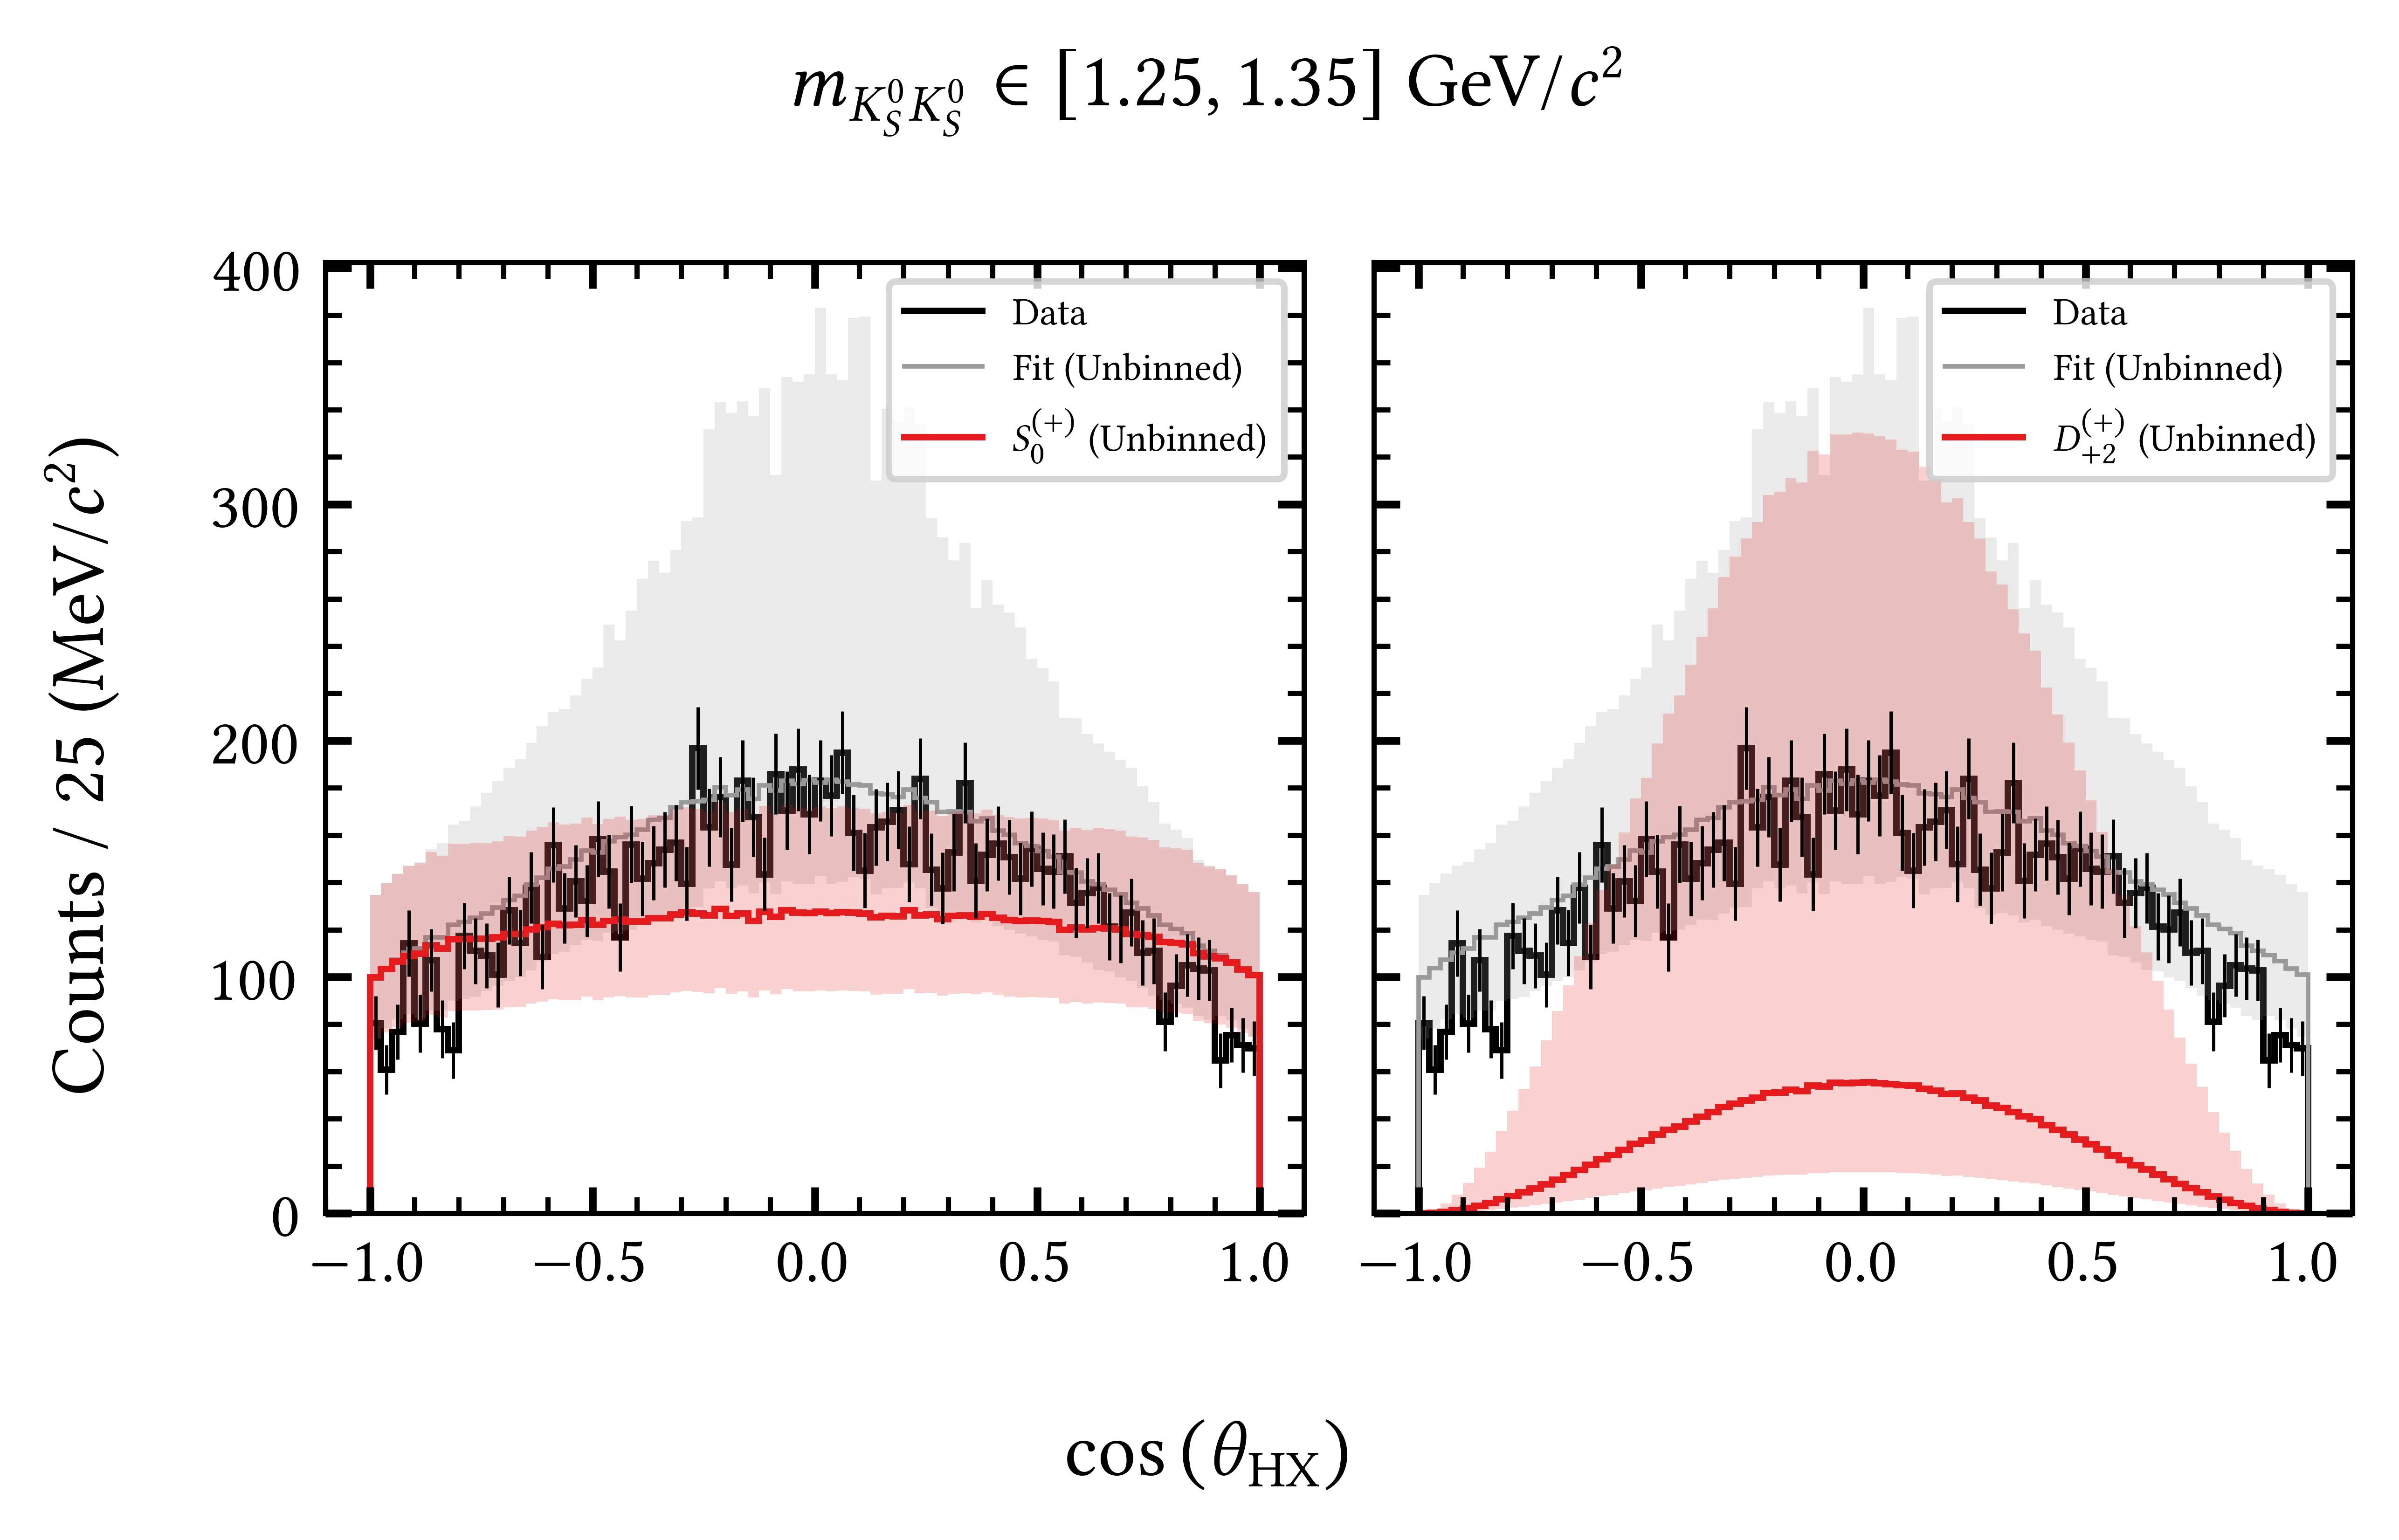 m_{K_S^0 K_S^0} ∈ [1.25, 1.35] GeV/c²
Counts / 25 (MeV/c²)
400
300
200
100
0
Data
Fit (Unbinned)
S_0^{(+)} (Unbinned)
Data
Fit (Unbinned)
D_{+2}^{(+)} (Unbinned)
−1.0 −0.5 0.0 0.5 1.0
−1.0 −0.5 0.0 0.5 1.0
cos (θ_{HX})